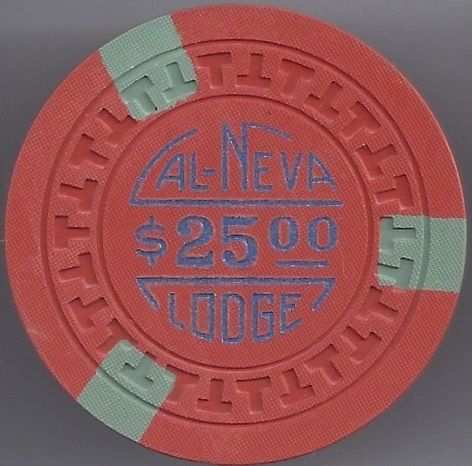 CAL-NEVA
$25.00
LODGE